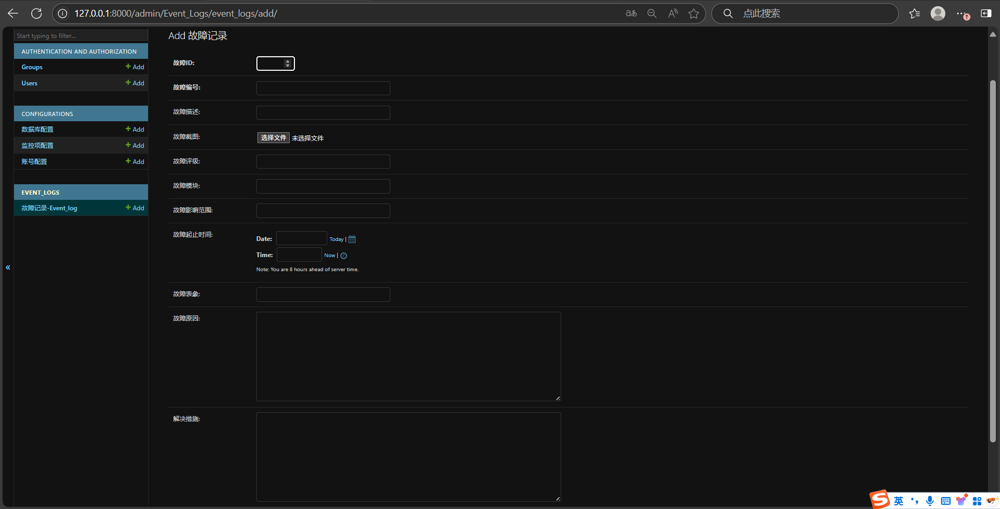 127.0.0.1:8000/admin/Event_Logs/event_logs/add/
aあ
A
点此搜索
Start typing to filter...
AUTHENTICATION AND AUTHORIZATION
Groups + Add
Users + Add
CONFIGURATIONS
数据库配置 + Add
监控项配置 + Add
账号配置 + Add
EVENT_LOGS
故障记录-Event_log + Add
«
Add 故障记录
故障ID:
故障编号:
故障描述:
故障截图: 选择文件 未选择文件
故障评级:
故障模块:
故障影响范围:
故障起止时间:
Date: Today |
Time: Now |
Note: You are 8 hours ahead of server time.
故障表象:
故障原因:
解决措施:
S 英